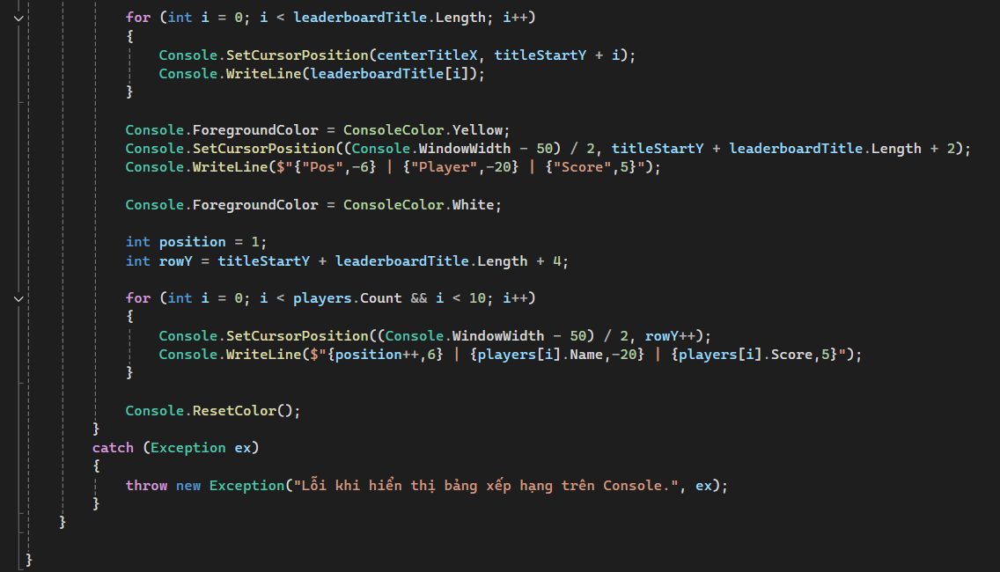 for (int i = 0; i < leaderboardTitle.Length; i++)
{
Console.SetCursorPosition(centerTitleX, titleStartY + i);
Console.WriteLine(leaderboardTitle[i]);
}
Console.ForegroundColor = ConsoleColor.Yellow;
Console.SetCursorPosition((Console.WindowWidth - 50) / 2, titleStartY + leaderboardTitle.Length + 2);
Console.WriteLine($"{"Pos",-6} | {"Player",-20} | {"Score",5}");
Console.ForegroundColor = ConsoleColor.White;
int position = 1;
int rowY = titleStartY + leaderboardTitle.Length + 4;
for (int i = 0; i < players.Count && i < 10; i++)
{
Console.SetCursorPosition((Console.WindowWidth - 50) / 2, rowY++);
Console.WriteLine($"{position++,6} | {players[i].Name,-20} | {players[i].Score,5}");
}
Console.ResetColor();
}
catch (Exception ex)
{
throw new Exception("Lỗi khi hiển thị bảng xếp hạng trên Console.", ex);
}
}
}